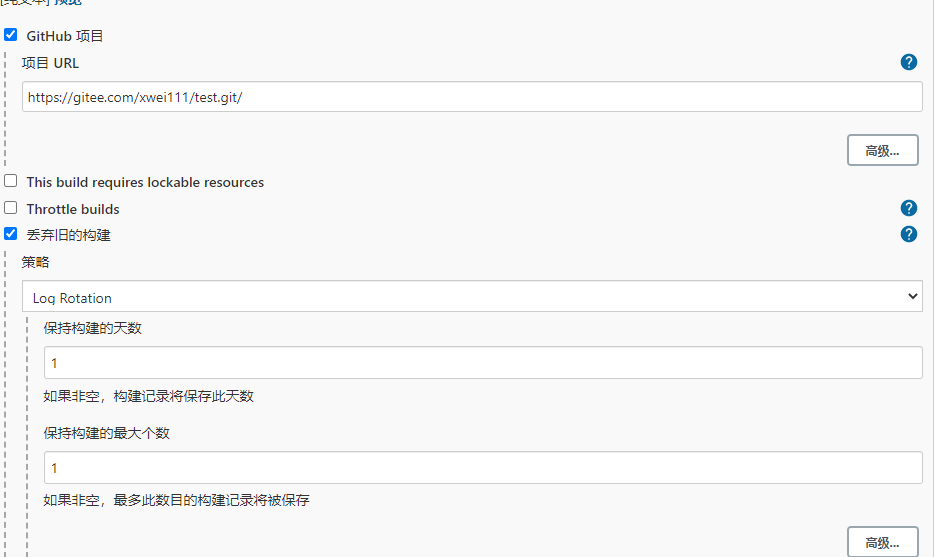 [纯文本] 预览
GitHub 项目
项目 URL
?
https://gitee.com/xwei111/test.git/
高级...
This build requires lockable resources
Throttle builds
?
丢弃旧的构建
?
策略
Log Rotation
保持构建的天数
1
如果非空，构建记录将保存此天数
保持构建的最大个数
1
如果非空，最多此数目的构建记录将被保存
高级...